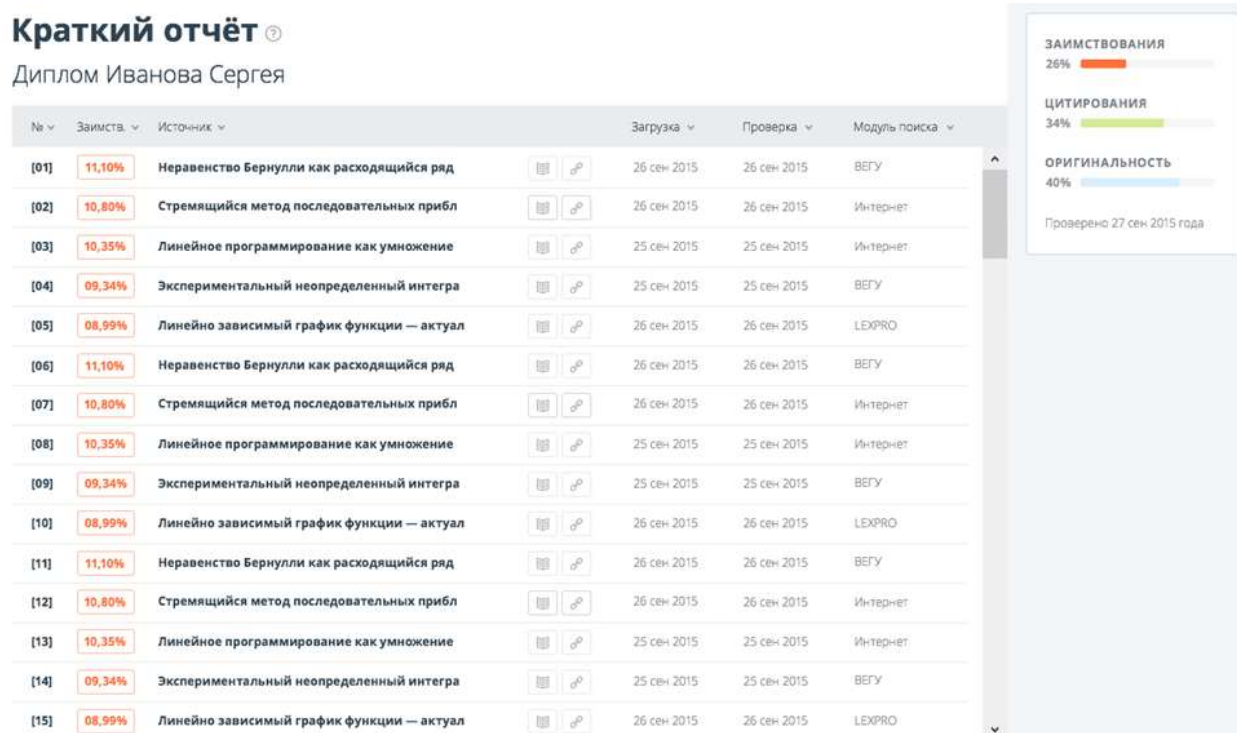 Краткий отчёт
Диплом Иванова Сергея
№ Заимств. Источник Загрузка Проверка Модуль поиска
[01] 11,10% Неравенство Бернулли как расходящийся ряд 26 сен 2015 26 сен 2015 ВЕГУ
[02] 10,80% Стремящийся метод последовательных прибл 26 сен 2015 26 сен 2015 Интернет
[03] 10,35% Линейное программирование как умножение 25 сен 2015 25 сен 2015 Интернет
[04] 09,34% Экспериментальный неопределенный интегра 25 сен 2015 25 сен 2015 ВЕГУ
[05] 08,99% Линейно зависимый график функции — актуал 26 сен 2015 26 сен 2015 LEXPRO
[06] 11,10% Неравенство Бернулли как расходящийся ряд 26 сен 2015 26 сен 2015 ВЕГУ
[07] 10,80% Стремящийся метод последовательных прибл 26 сен 2015 26 сен 2015 Интернет
[08] 10,35% Линейное программирование как умножение 25 сен 2015 25 сен 2015 Интернет
[09] 09,34% Экспериментальный неопределенный интегра 25 сен 2015 25 сен 2015 ВЕГУ
[10] 08,99% Линейно зависимый график функции — актуал 26 сен 2015 26 сен 2015 LEXPRO
[11] 11,10% Неравенство Бернулли как расходящийся ряд 26 сен 2015 26 сен 2015 ВЕГУ
[12] 10,80% Стремящийся метод последовательных прибл 26 сен 2015 26 сен 2015 Интернет
[13] 10,35% Линейное программирование как умножение 25 сен 2015 25 сен 2015 Интернет
[14] 09,34% Экспериментальный неопределенный интегра 25 сен 2015 25 сен 2015 ВЕГУ
[15] 08,99% Линейно зависимый график функции — актуал 26 сен 2015 26 сен 2015 LEXPRO
ЗАИМСТВОВАНИЯ
26%
ЦИТИРОВАНИЯ
34%
ОРИГИНАЛЬНОСТЬ
40%
Проверено 27 сен 2015 года